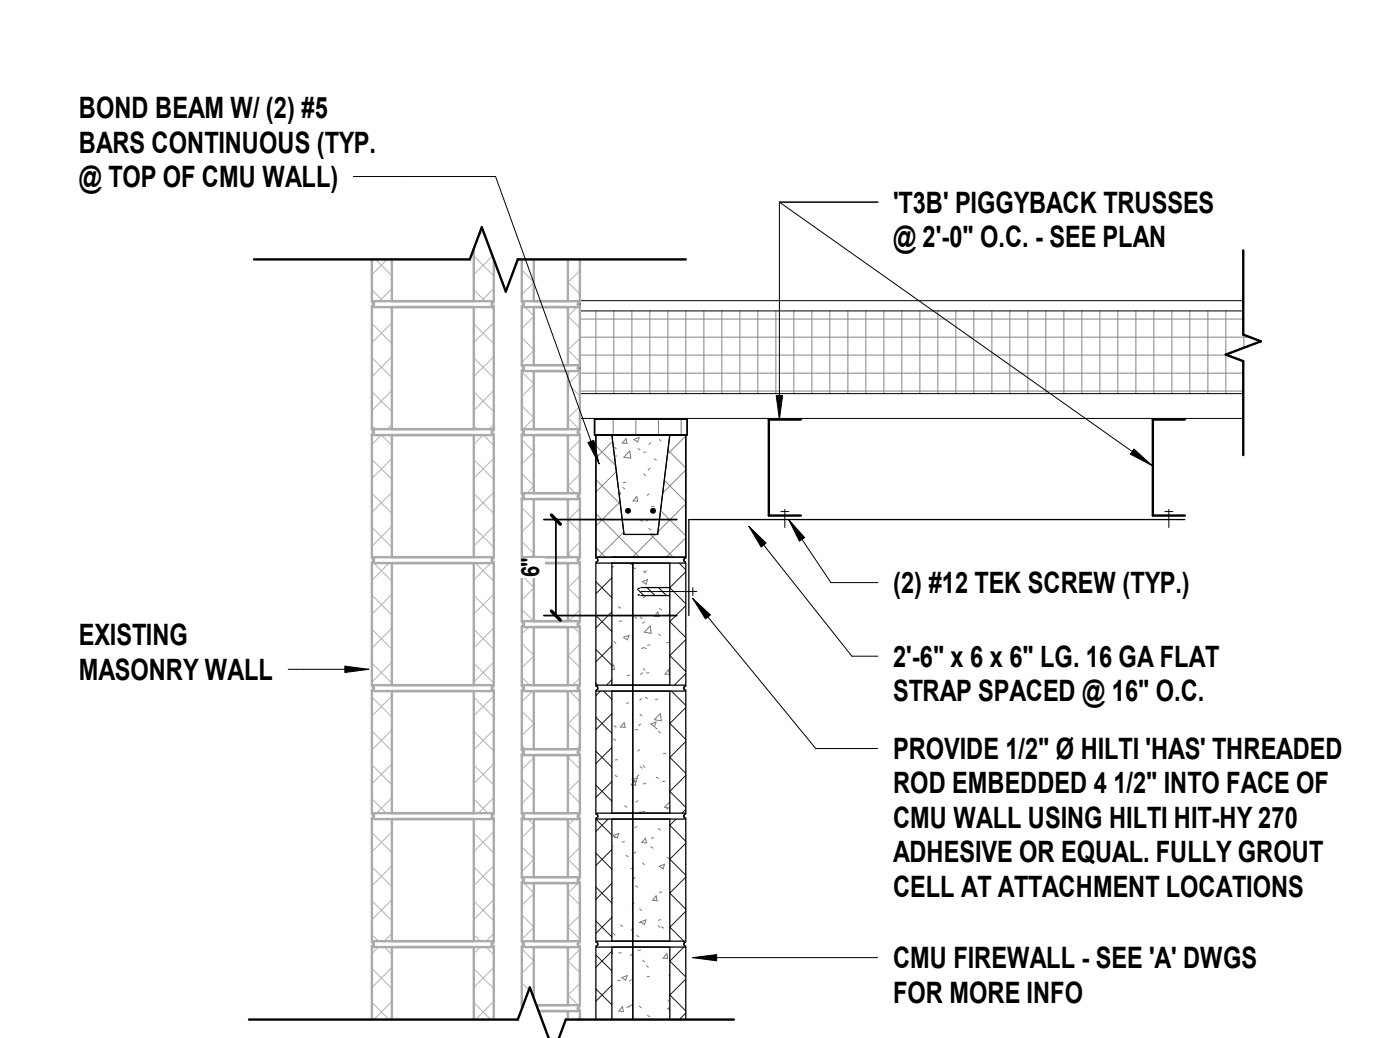 BOND BEAM W/ (2) #5
BARS CONTINUOUS (TYP.
@ TOP OF CMU WALL)
'T3B' PIGGYBACK TRUSSES
@ 2'-0" O.C. - SEE PLAN
6"
(2) #12 TEK SCREW (TYP.)
EXISTING
MASONRY WALL
2'-6" x 6 x 6" LG. 16 GA FLAT
STRAP SPACED @ 16" O.C.
PROVIDE 1/2" Ø HILTI 'HAS' THREADED
ROD EMBEDDED 4 1/2" INTO FACE OF
CMU WALL USING HILTI HIT-HY 270
ADHESIVE OR EQUAL. FULLY GROUT
CELL AT ATTACHMENT LOCATIONS
CMU FIREWALL - SEE 'A' DWGS
FOR MORE INFO